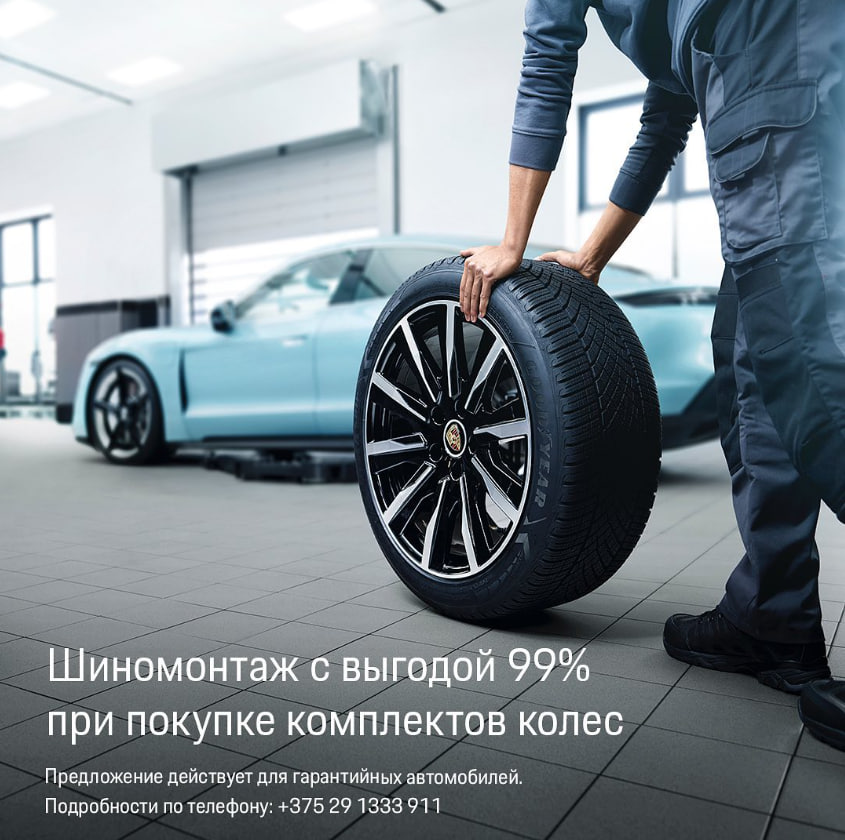 Шиномонтаж с выгодой 99%
при покупке комплектов колес
Предложение действует для гарантийных автомобилей.
Подробности по телефону: +375 29 1333 911
GOODYEAR